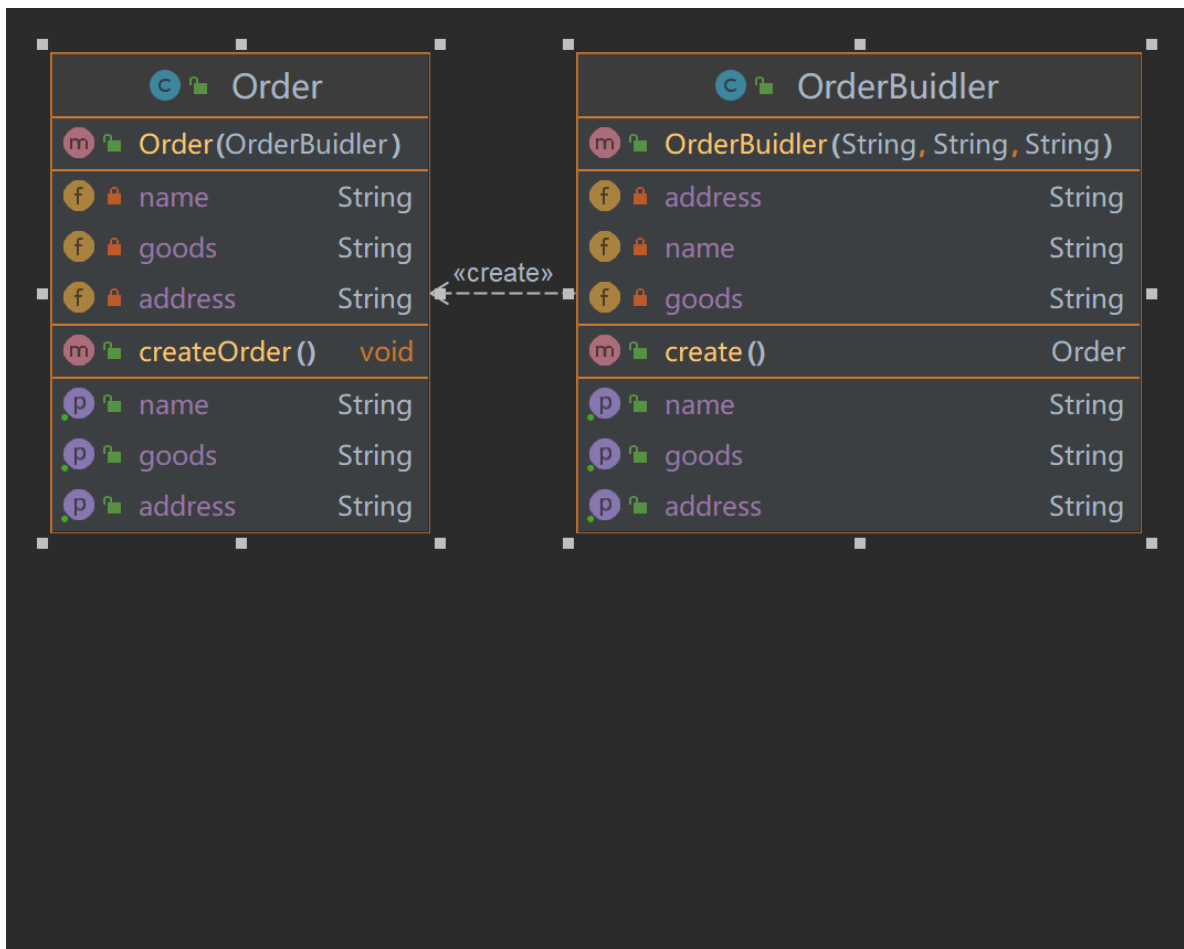 Order
Order(OrderBuidler)
name String
goods String
address String
createOrder() void
name String
goods String
address String
«create»
OrderBuidler
OrderBuidler(String, String, String)
address String
name String
goods String
create() Order
name String
goods String
address String